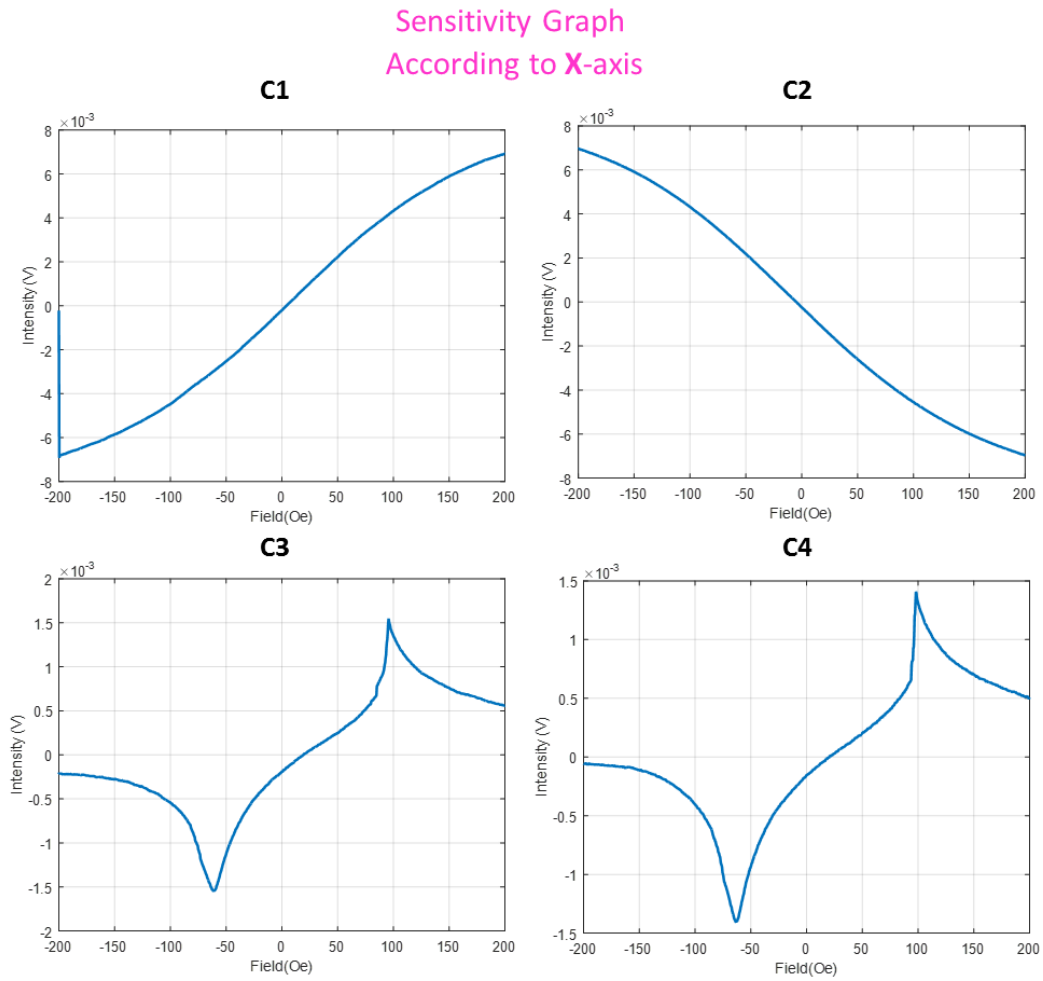 Sensitivity Graph
According to X-axis
C1
×10⁻³
8
6
4
2
0
-2
-4
-6
-8
Intensity (V)
-200 -150 -100 -50 0 50 100 150 200
Field(Oe)
C2
×10⁻³
8
6
4
2
0
-2
-4
-6
-8
Intensity (V)
-200 -150 -100 -50 0 50 100 150 200
Field(Oe)
C3
×10⁻³
2
1.5
1
0.5
0
-0.5
-1
-1.5
-2
Intensity (V)
-200 -150 -100 -50 0 50 100 150 200
Field(Oe)
C4
×10⁻³
1.5
1
0.5
0
-0.5
-1
-1.5
Intensity (V)
-200 -150 -100 -50 0 50 100 150 200
Field(Oe)